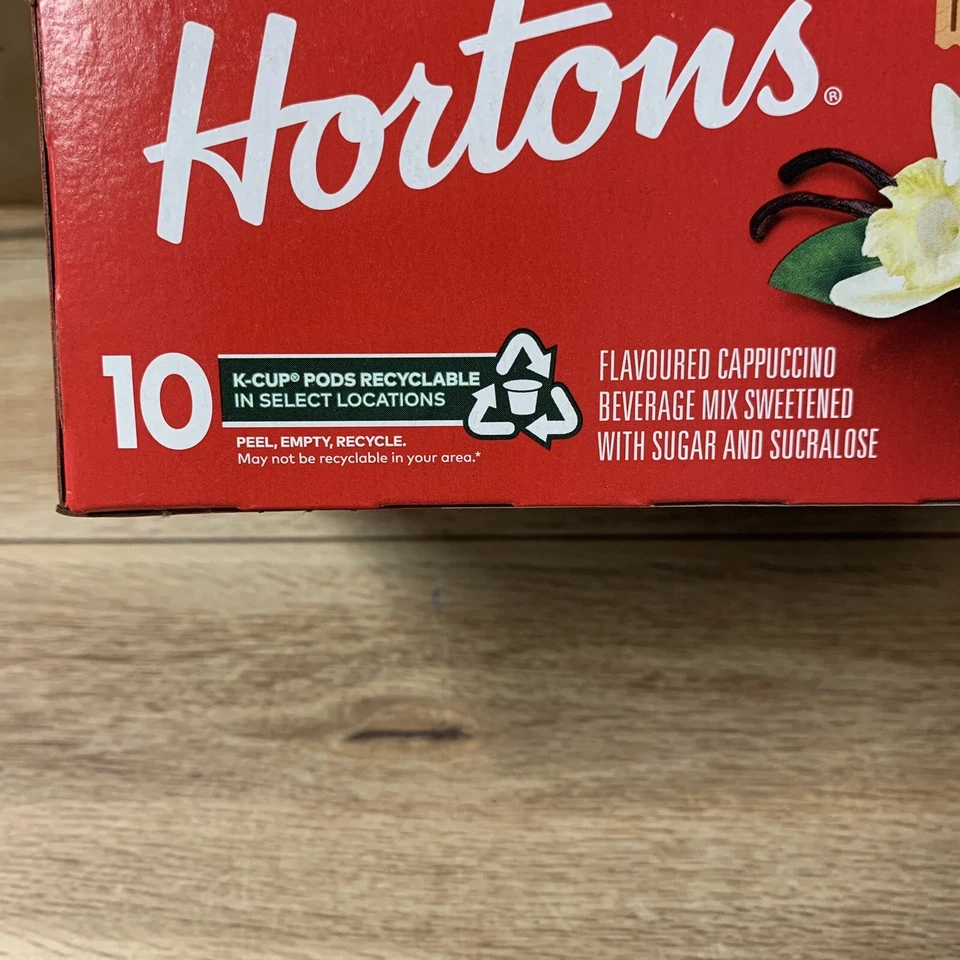 Hortons®
10
K-CUP® PODS RECYCLABLE
IN SELECT LOCATIONS
PEEL, EMPTY, RECYCLE.
May not be recyclable in your area.*
FLAVOURED CAPPUCCINO
BEVERAGE MIX SWEETENED
WITH SUGAR AND SUCRALOSE